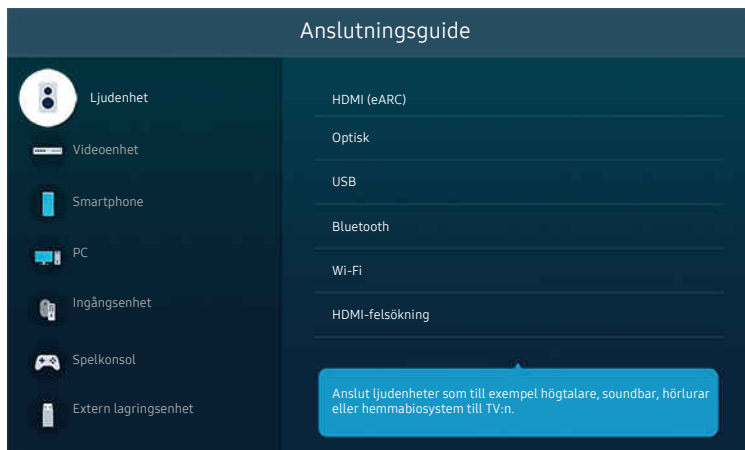 Anslutningsguide
Ljudenhet
Videoenhet
Smartphone
PC
Ingångsenhet
Spelkonsol
Extern lagringsenhet
HDMI (eARC)
Optisk
USB
Bluetooth
Wi-Fi
HDMI-felsökning
Anslut ljudenheter som till exempel högtalare, soundbar, hörlurar
eller hemmabiosystem till TV:n.